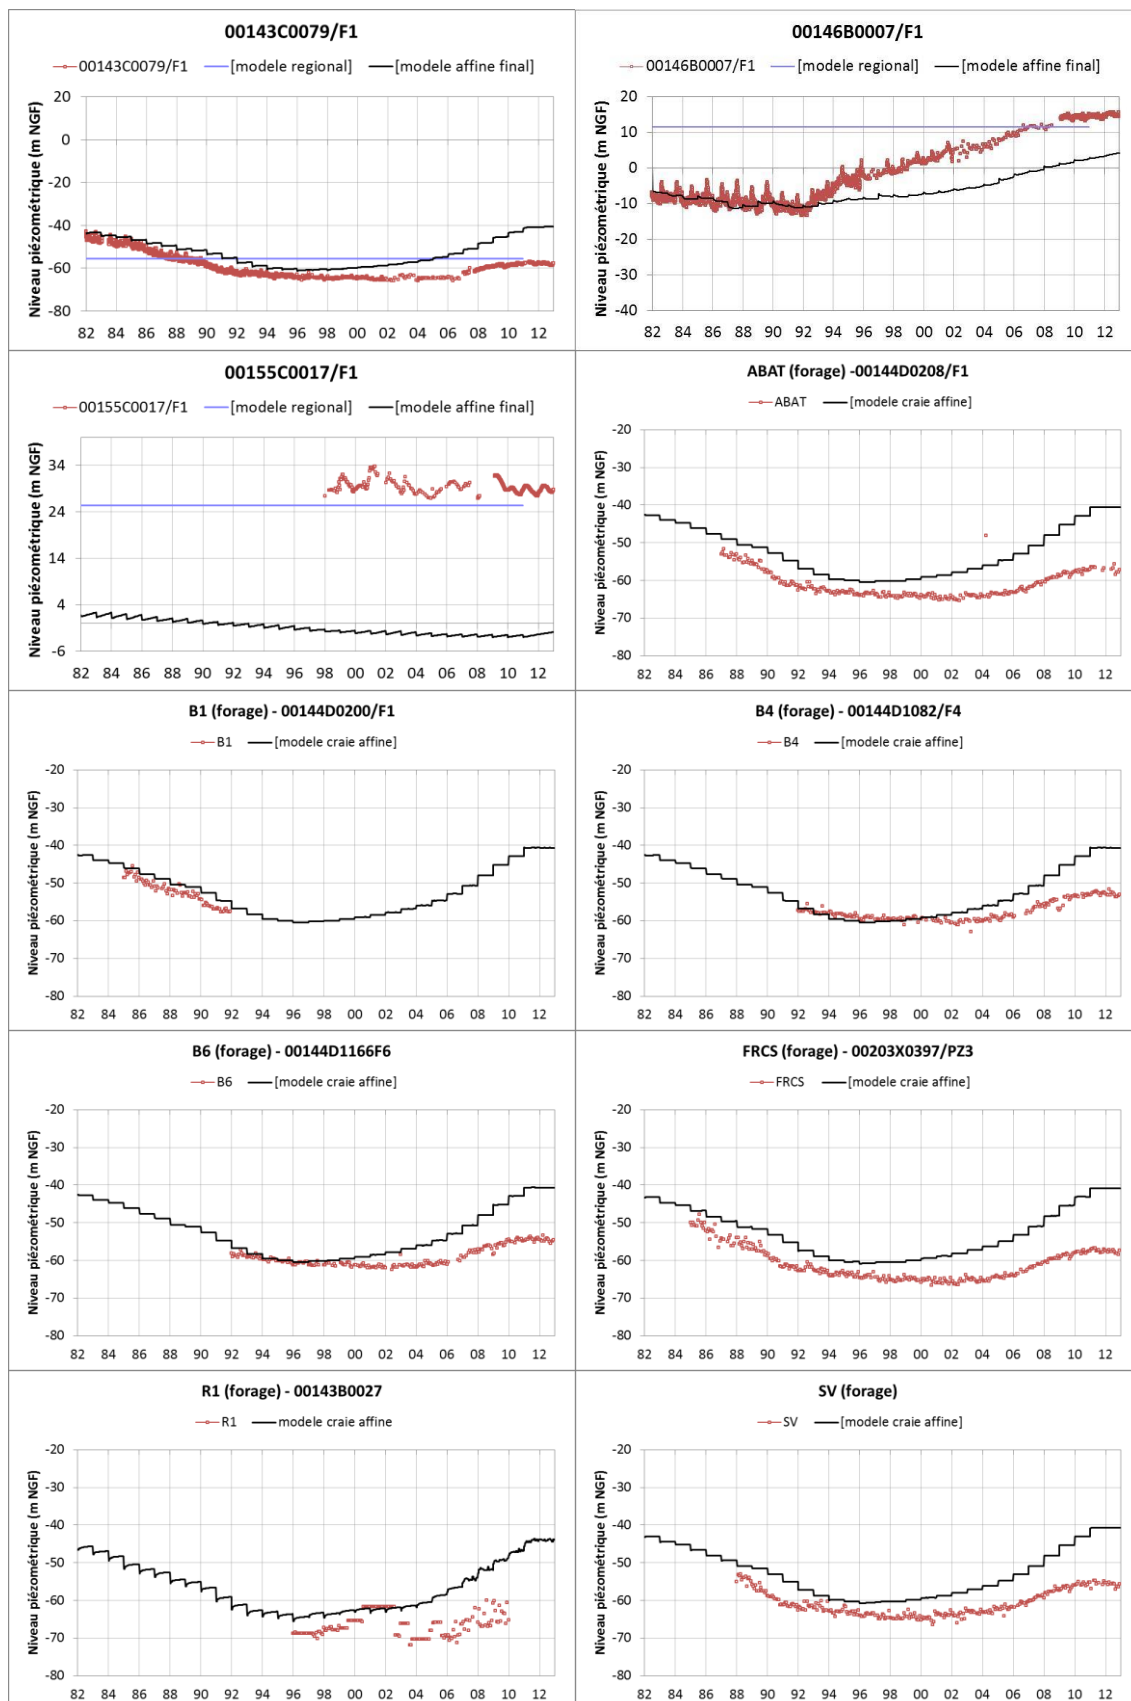 00143C0079/F1
00143C0079/F1 [modele regional] [modele affine final]
Niveau piézométrique (m NGF)
20
0
-20
-40
-60
-80
82 84 86 88 90 92 94 96 98 00 02 04 06 08 10 12
00146B0007/F1
00146B0007/F1 [modele regional] [modele affine final]
Niveau piézométrique (m NGF)
20
10
0
-10
-20
-30
-40
82 84 86 88 90 92 94 96 98 00 02 04 06 08 10 12
00155C0017/F1
00155C0017/F1 [modele regional] [modele affine final]
Niveau piézométrique (m NGF)
34
24
14
4
-6
82 84 86 88 90 92 94 96 98 00 02 04 06 08 10 12
ABAT (forage) -00144D0208/F1
ABAT [modele craie affine]
Niveau piézométrique (m NGF)
-20
-30
-40
-50
-60
-70
-80
82 84 86 88 90 92 94 96 98 00 02 04 06 08 10 12
B1 (forage) - 00144D0200/F1
B1 [modele craie affine]
Niveau piézométrique (m NGF)
-20
-30
-40
-50
-60
-70
-80
82 84 86 88 90 92 94 96 98 00 02 04 06 08 10 12
B4 (forage) - 00144D1082/F4
B4 [modele craie affine]
Niveau piézométrique (m NGF)
-20
-30
-40
-50
-60
-70
-80
82 84 86 88 90 92 94 96 98 00 02 04 06 08 10 12
B6 (forage) - 00144D1166F6
B6 [modele craie affine]
Niveau piézométrique (m NGF)
-20
-30
-40
-50
-60
-70
-80
82 84 86 88 90 92 94 96 98 00 02 04 06 08 10 12
FRCS (forage) - 00203X0397/PZ3
FRCS [modele craie affine]
Niveau piézométrique (m NGF)
-20
-30
-40
-50
-60
-70
-80
82 84 86 88 90 92 94 96 98 00 02 04 06 08 10 12
R1 (forage) - 00143B0027
R1 modele craie affine
Niveau piézométrique (m NGF)
-20
-30
-40
-50
-60
-70
-80
82 84 86 88 90 92 94 96 98 00 02 04 06 08 10 12
SV (forage)
SV [modele craie affine]
Niveau piézométrique (m NGF)
-20
-30
-40
-50
-60
-70
-80
82 84 86 88 90 92 94 96 98 00 02 04 06 08 10 12